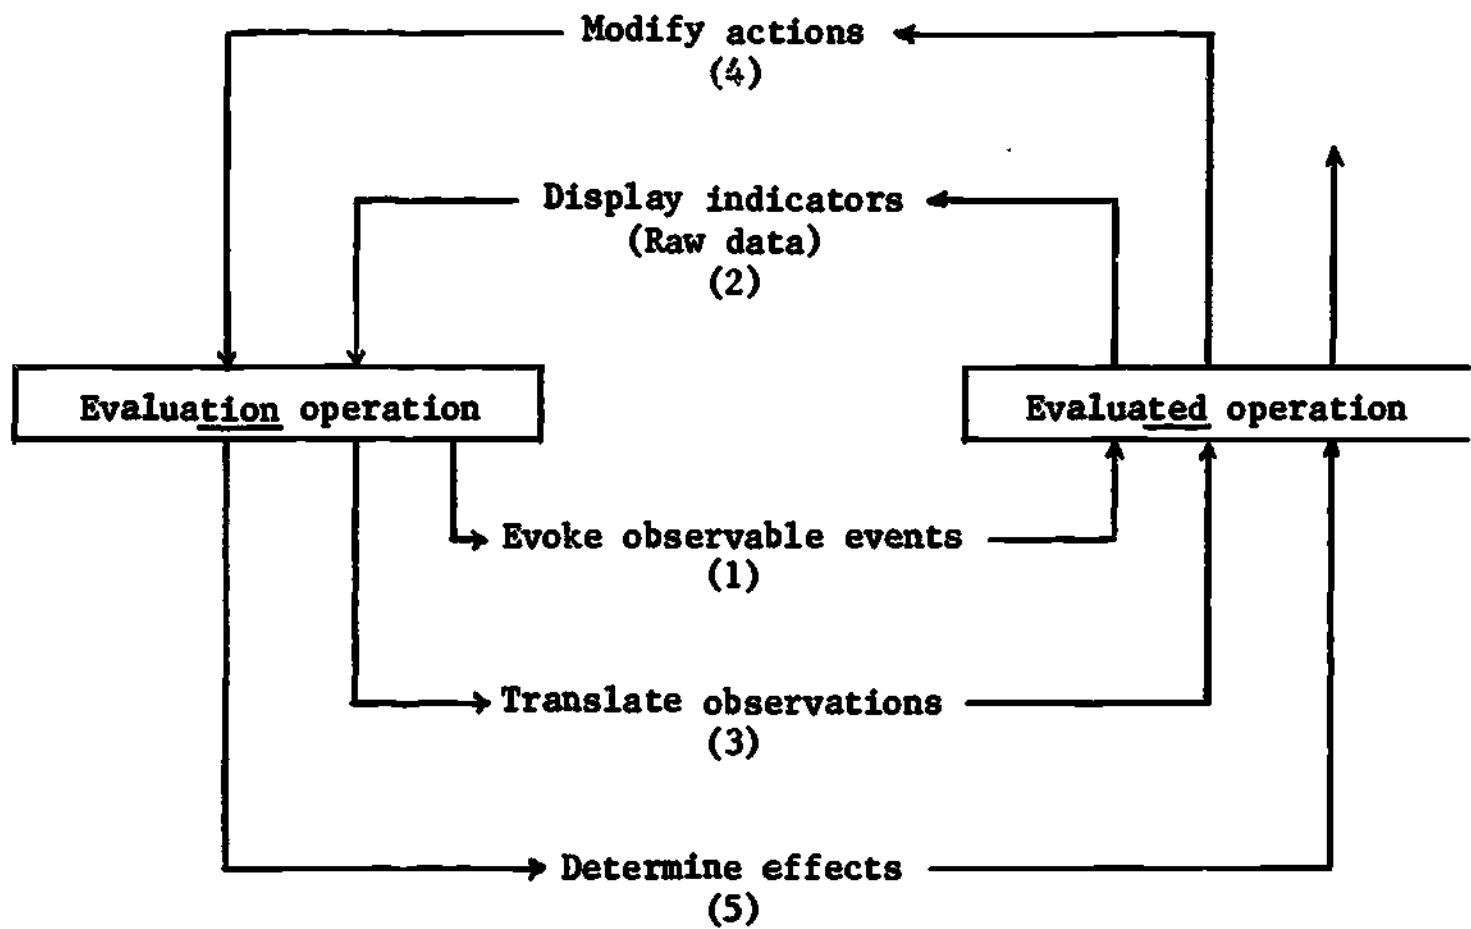 Modify actions
(4)
Display indicators
(Raw data)
(2)
Evaluation operation
Evaluated operation
Evoke observable events
(1)
Translate observations
(3)
Determine effects
(5)